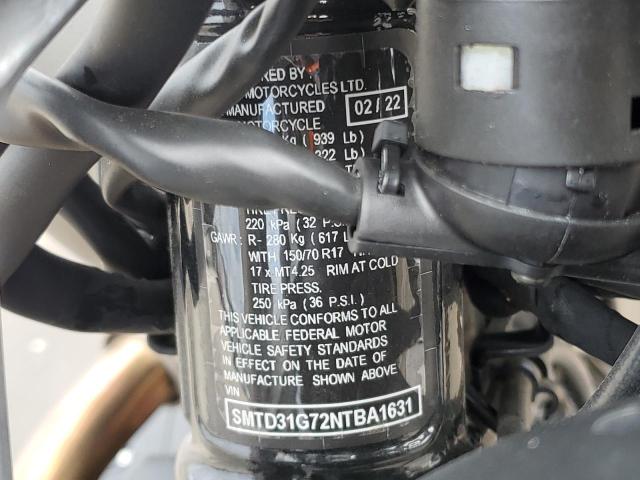 RED BY
MOTORCYCLES LTD.
MANUFACTURED 02 / 22
MOTORCYCLE.
Kg ( 939 Lb)
322 Lb)
220 kPa ( 32 P.S.I
GAWR : R- 280 Kg ( 617 L
WITH 150/70 R17
17 x MT4.25 RIM AT COLD
TIRE PRESS.
250 kPa ( 36 P.S.I.)
THIS VEHICLE CONFORMS TO ALL
APPLICABLE FEDERAL MOTOR
VEHICLE SAFETY STANDARDS
IN EFFECT ON THE DATE OF
MANUFACTURE SHOWN ABOVE
VIN
SMTD31G72NTBA1631